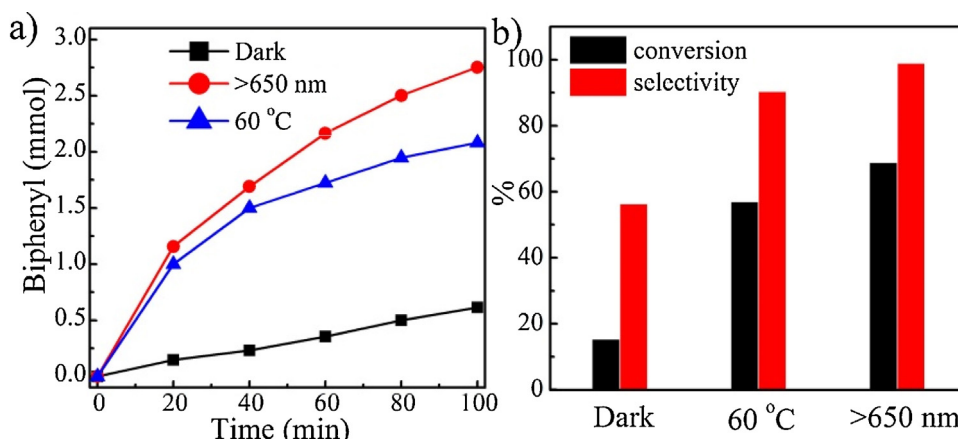 a)
3.0
2.5
2.0
1.5
1.0
0.5
0.0
Biphenyl (mmol)
Dark
>650 nm
60 °C
0 20 40 60 80 100
Time (min)
b)
100
80
60
40
20
0
%
conversion
selectivity
Dark 60 °C >650 nm